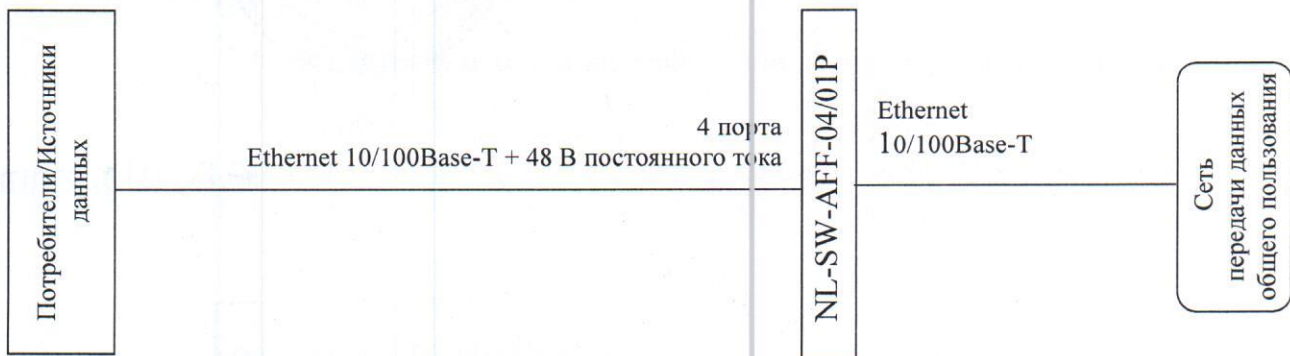 Потребители/Источники
данных
4 порта
Ethernet 10/100Base-T + 48 В постоянного тока
NL-SW-AFF-04/01P
Ethernet
10/100Base-T
Сеть
передачи данных
общего пользования